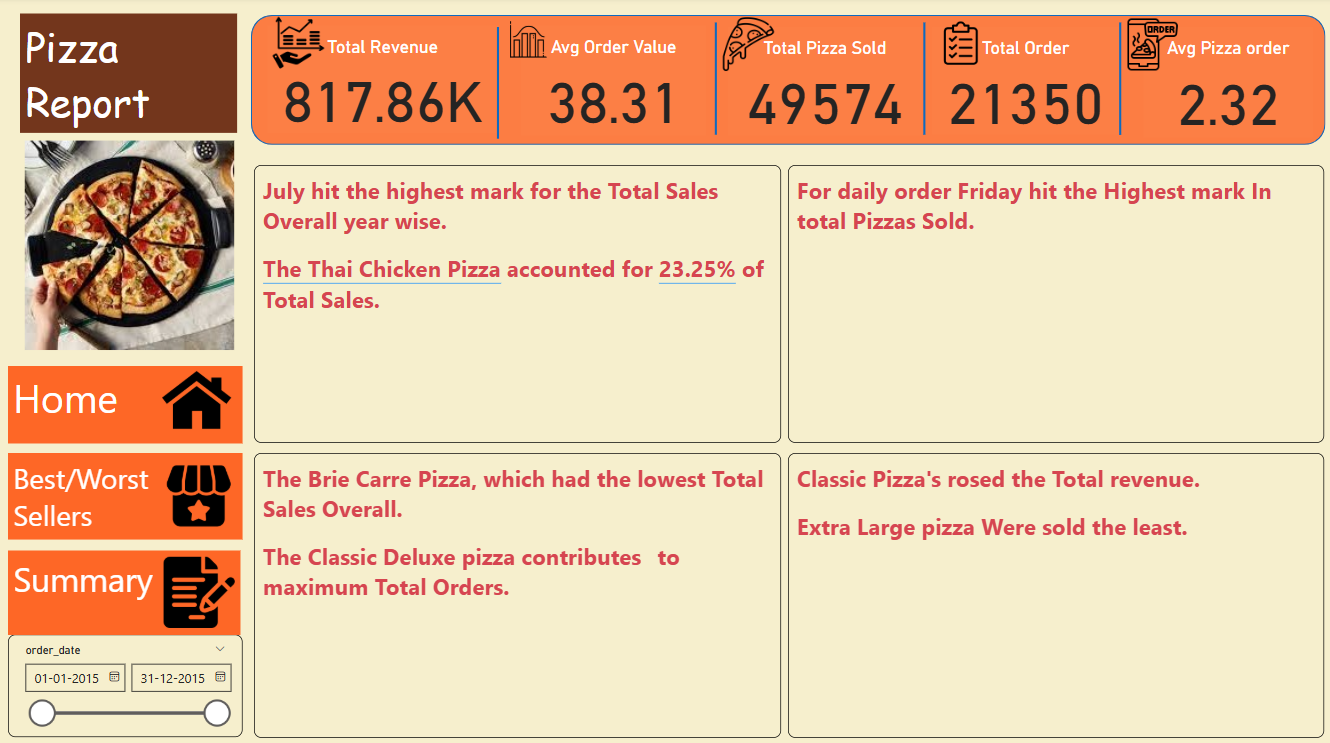 Pizza
Report
Total Revenue
817.86K
Avg Order Value
38.31
Total Pizza Sold
49574
Total Order
21350
ORDER
Avg Pizza order
2.32
July hit the highest mark for the Total Sales
Overall year wise.
The Thai Chicken Pizza accounted for 23.25% of
Total Sales.
For daily order Friday hit the Highest mark In
total Pizzas Sold.
Home
Best/Worst
Sellers
Summary
The Brie Carre Pizza, which had the lowest Total
Sales Overall.
The Classic Deluxe pizza contributes to
maximum Total Orders.
Classic Pizza's rosed the Total revenue.
Extra Large pizza Were sold the least.
order_date
01-01-2015
31-12-2015